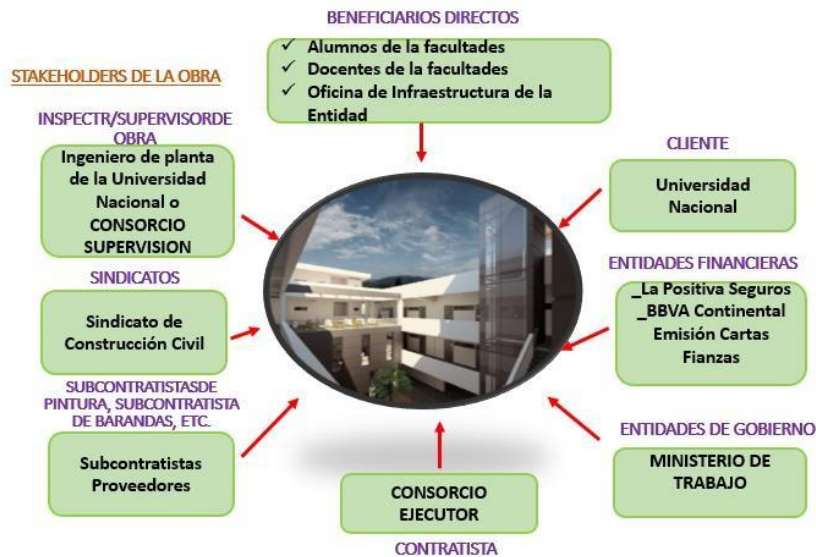 BENEFICIARIOS DIRECTOS
✓ Alumnos de la facultades
✓ Docentes de la facultades
✓ Oficina de Infraestructura de la
Entidad
STAKEHOLDERS DE LA OBRA
INSPECTR/SUPERVISORDE
OBRA
Ingeniero de planta
de la Universidad
Nacional o
CONSORCIO
SUPERVISION
CLIENTE
Universidad
Nacional
SINDICATOS
Sindicato de
Construcción Civil
ENTIDADES FINANCIERAS
_La Positiva Seguros
_BBVA Continental
Emisión Cartas
Fianzas
SUBCONTRATISTASDE
PINTURA, SUBCONTRATISTA
DE BARANDAS, ETC.
Subcontratistas
Proveedores
ENTIDADES DE GOBIERNO
MINISTERIO DE
TRABAJO
CONSORCIO
EJECUTOR
CONTRATISTA